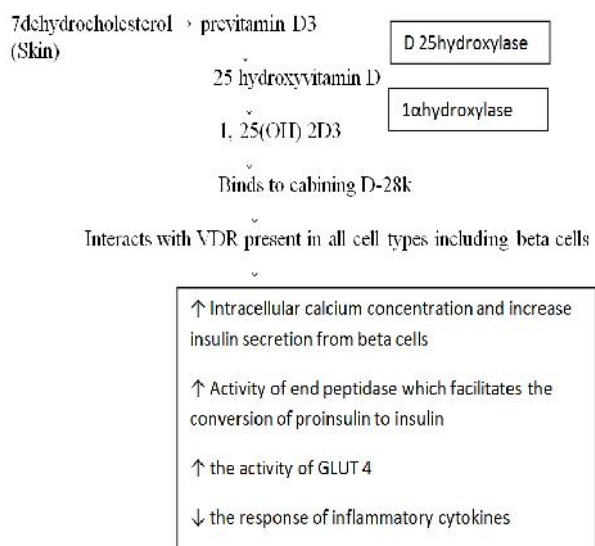 7dehydrocholesterol → previtamin D3
(Skin)
D 25hydroxylase
25 hydroxyvitamin D
1αhydroxylase
1, 25(OH) 2D3
Binds to cabining D-28k
Interacts with VDR present in all cell types including beta cells
↑ Intracellular calcium concentration and increase
insulin secretion from beta cells
↑ Activity of end peptidase which facilitates the
conversion of proinsulin to insulin
↑ the activity of GLUT 4
↓ the response of inflammatory cytokines